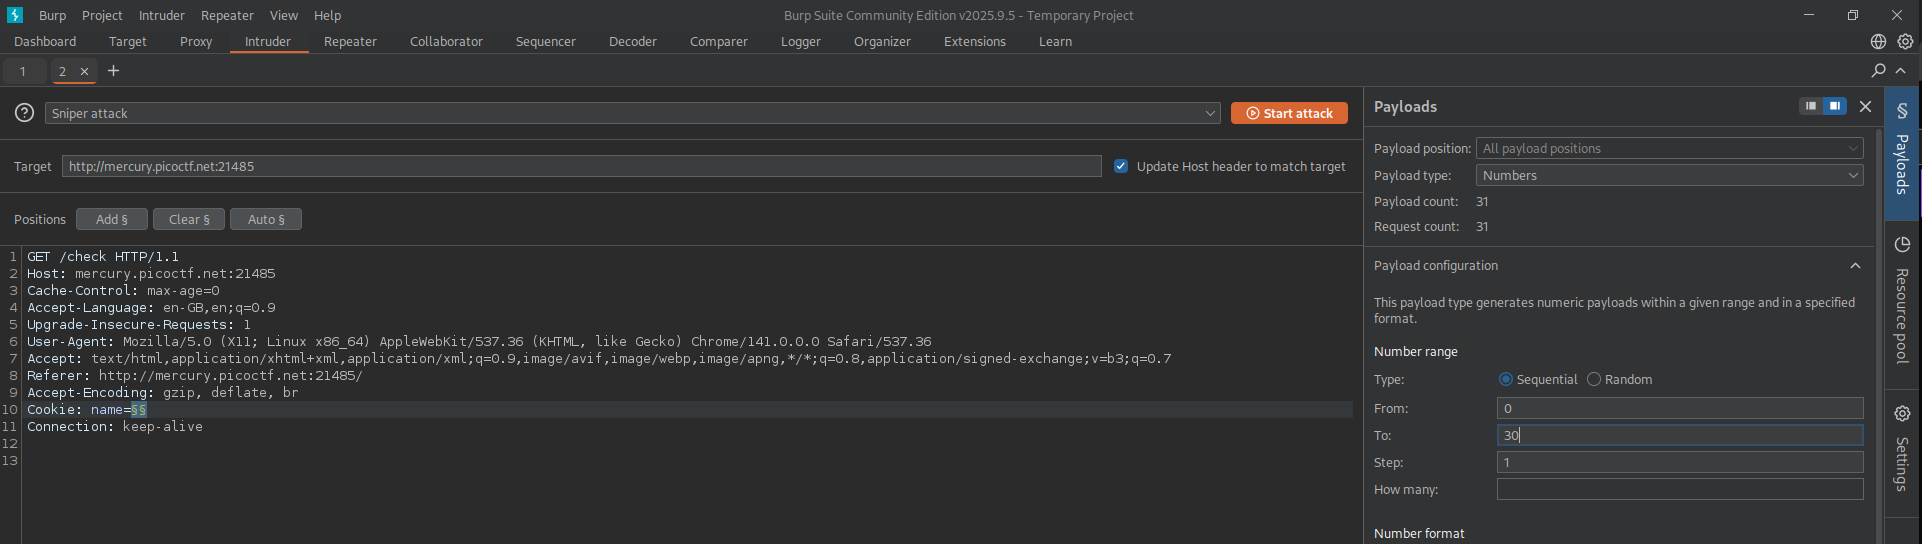 Burp Project Intruder Repeater View Help
Burp Suite Community Edition v2025.9.5 - Temporary Project
Dashboard Target Proxy Intruder Repeater Collaborator Sequencer Decoder Comparer Logger Organizer Extensions Learn
1 2 × +
? Sniper attack Start attack
Target http://mercury.picoctf.net:21485 Update Host header to match target
Positions Add § Clear § Auto §
1 GET /check HTTP/1.1
2 Host: mercury.picoctf.net:21485
3 Cache-Control: max-age=0
4 Accept-Language: en-GB,en;q=0.9
5 Upgrade-Insecure-Requests: 1
6 User-Agent: Mozilla/5.0 (X11; Linux x86_64) AppleWebKit/537.36 (KHTML, like Gecko) Chrome/141.0.0.0 Safari/537.36
7 Accept: text/html,application/xhtml+xml,application/xml;q=0.9,image/avif,image/webp,image/apng,*/*;q=0.8,application/signed-exchange;v=b3;q=0.7
8 Referer: http://mercury.picoctf.net:21485/
9 Accept-Encoding: gzip, deflate, br
10 Cookie: name=§§
11 Connection: keep-alive
12
13
Payloads
Payload position: All payload positions
Payload type: Numbers
Payload count: 31
Request count: 31
Payload configuration
This payload type generates numeric payloads within a given range and in a specified
format.
Number range
Type: Sequential Random
From: 0
To: 30
Step: 1
How many:
Number format
§ Payloads
Resource pool
Settings